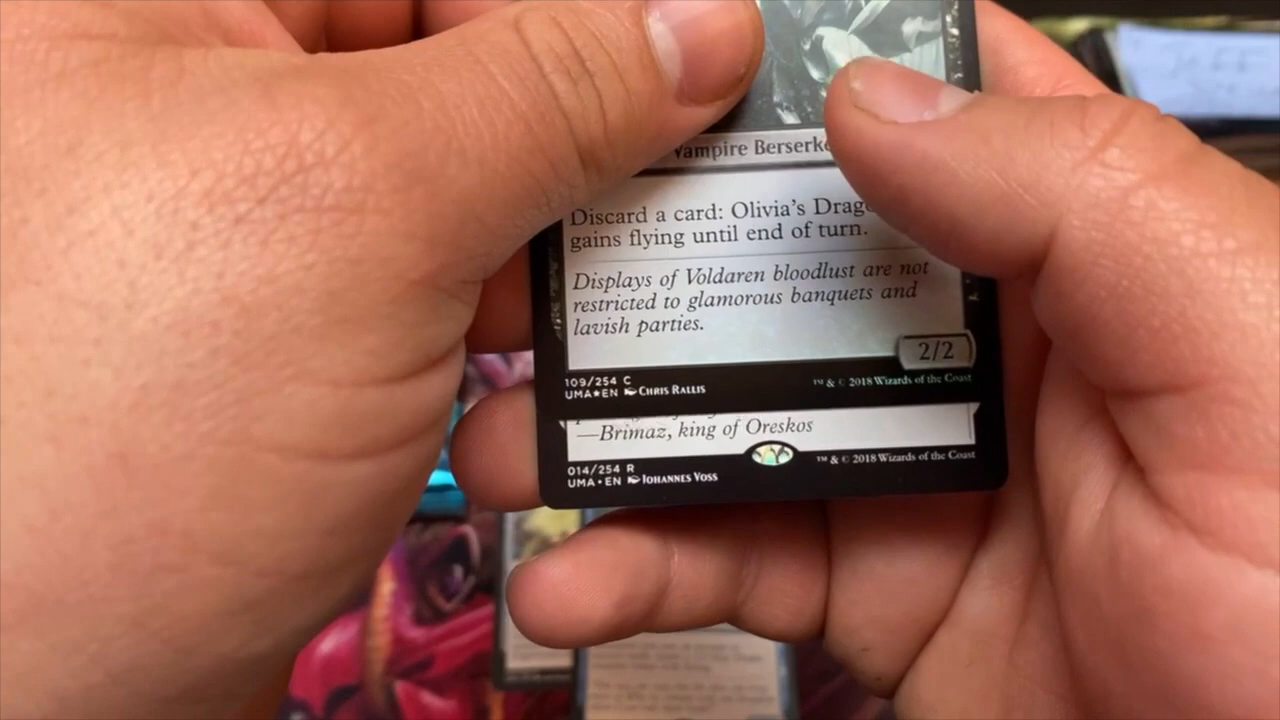 Vampire
Discard a card: Olivia's
gains flying until end of turn.
Displays of Voldaren bloodlust are not
restricted to glamorous banquets and
lavish parties.
2/2
109/254 C
UMA★EN Chris Rallis
™ & © 2018 Wizards of the Coast
—Brimaz, king of Oreskos
014/254 R
UMA • EN Johannes Voss
™ & © 2018 Wizards of the Coast